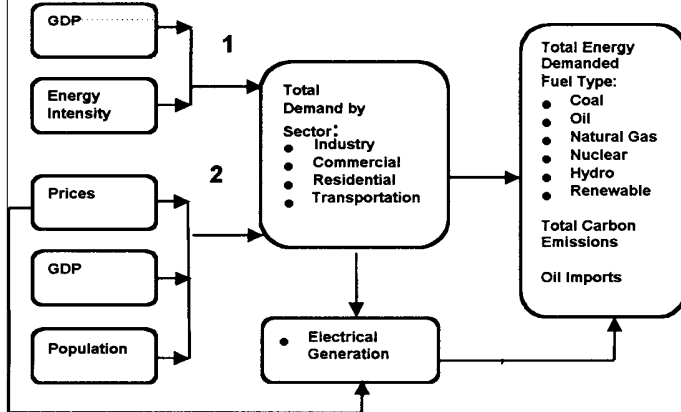 GDP
1
Energy
Intensity
Prices
2
GDP
Population
Total
Demand by
Sector:
● Industry
● Commercial
● Residential
● Transportation
● Electrical
Generation
Total Energy
Demanded
Fuel Type:
● Coal
● Oil
● Natural Gas
● Nuclear
● Hydro
● Renewable
Total Carbon
Emissions
Oil Imports